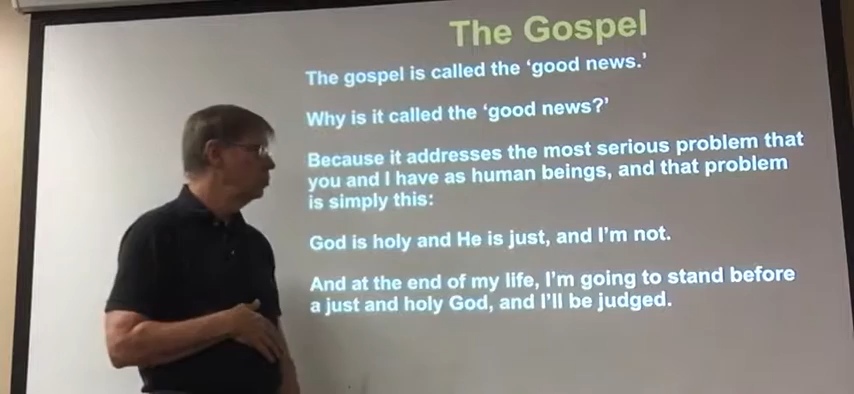 The Gospel
The gospel is called the ‘good news.’
Why is it called the ‘good news?’
Because it addresses the most serious problem that
you and I have as human beings, and that problem
is simply this:
God is holy and He is just, and I’m not.
And at the end of my life, I’m going to stand before
a just and holy God, and I’ll be judged.